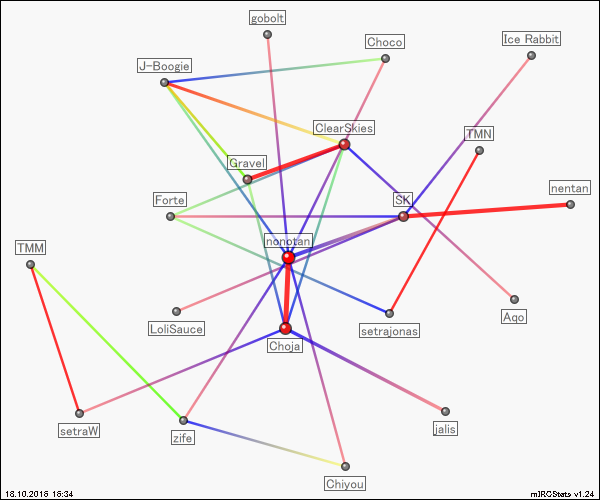 gobolt
Ice Rabbit
Choco
J-Boogie
ClearSkies
TMN
Gravel
nentan
Forte
SK
nonotan
TMM
LoliSauce
Aqo
setrajonas
Choja
setraW
zife
jalis
Chiyou
18.10.2016 16:34
mIRCStats v1.24